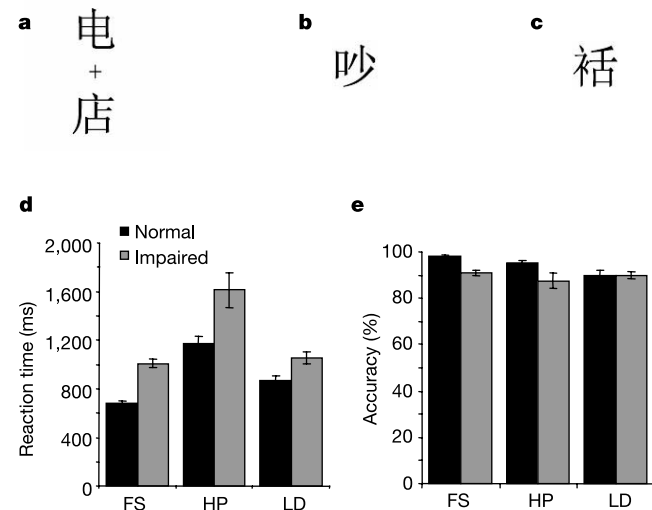 a
电
+
店
b
吵
c
d
Normal
Impaired
Reaction time (ms)
2,000
1,600
1,200
800
400
0
FS HP LD
e
Accuracy (%)
100
80
60
40
20
0
FS HP LD